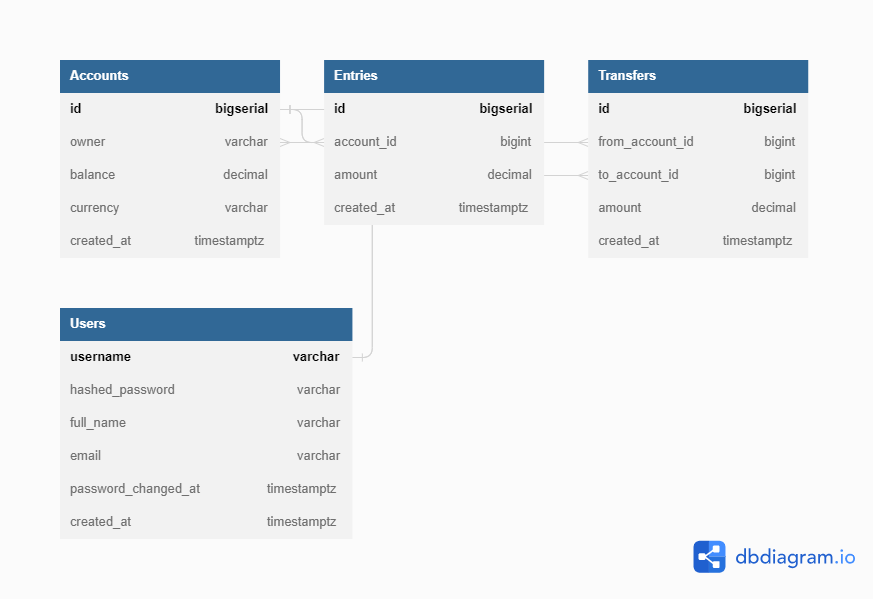 Accounts
id bigserial
owner varchar
balance decimal
currency varchar
created_at timestamptz
Entries
id bigserial
account_id bigint
amount decimal
created_at timestamptz
Transfers
id bigserial
from_account_id bigint
to_account_id bigint
amount decimal
created_at timestamptz
Users
username varchar
hashed_password varchar
full_name varchar
email varchar
password_changed_at timestamptz
created_at timestamptz
dbdiagram.io